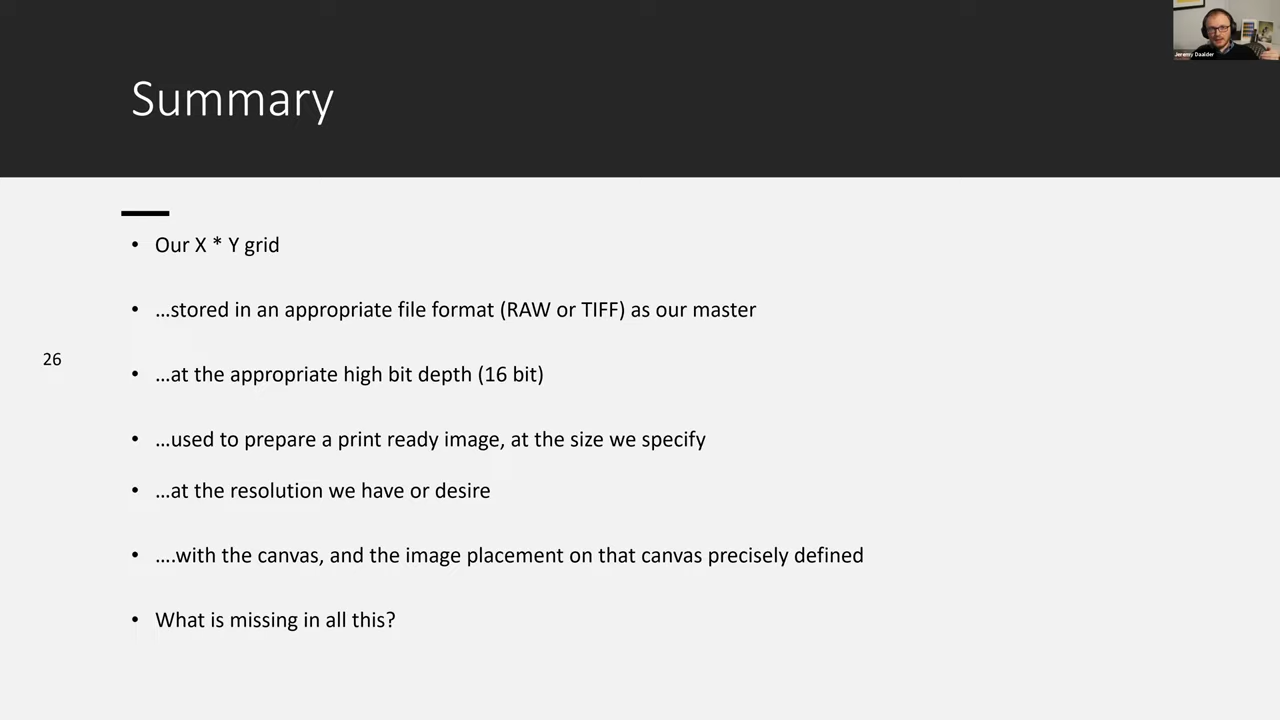 Jeremy Daalder
Summary
• Our X * Y grid
• …stored in an appropriate file format (RAW or TIFF) as our master
26
• …at the appropriate high bit depth (16 bit)
• …used to prepare a print ready image, at the size we specify
• …at the resolution we have or desire
• ….with the canvas, and the image placement on that canvas precisely defined
• What is missing in all this?